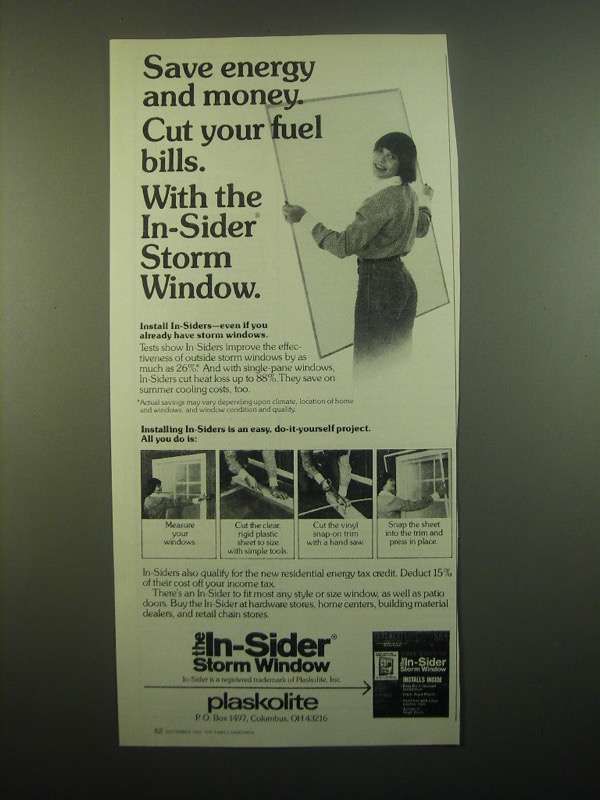 Save energy
and money.
Cut your fuel
bills.
With the
In-Sider®
Storm
Window.
Install In-Siders—even if you
already have storm windows.
Tests show In-Siders improve the effec-
tiveness of outside storm windows by as
much as 26%.* And with single-pane windows,
In-Siders cut heat loss up to 88%. They save on
summer cooling costs, too.
*Actual savings may vary depending upon climate, location of home
and windows, and window condition and quality.
Installing In-Siders is an easy, do-it-yourself project.
All you do is:
Measure
your
windows.
Cut the clear,
rigid plastic
sheet to size
with simple tools.
Cut the vinyl
snap-on trim
with a hand saw.
Snap the sheet
into the trim and
press in place.
In-Siders also qualify for the new residential energy tax credit. Deduct 15%
of their cost off your income tax.
There's an In-Sider to fit most any style or size window, as well as patio
doors. Buy the In-Sider at hardware stores, home centers, building material
dealers, and retail chain stores.
the In-Sider®
Storm Window
In-Sider is a registered trademark of Plaskolite, Inc.
plaskolite
P.O. Box 1497, Columbus, OH 43216
the In-Sider
Storm Window
INSTALLS INSIDE